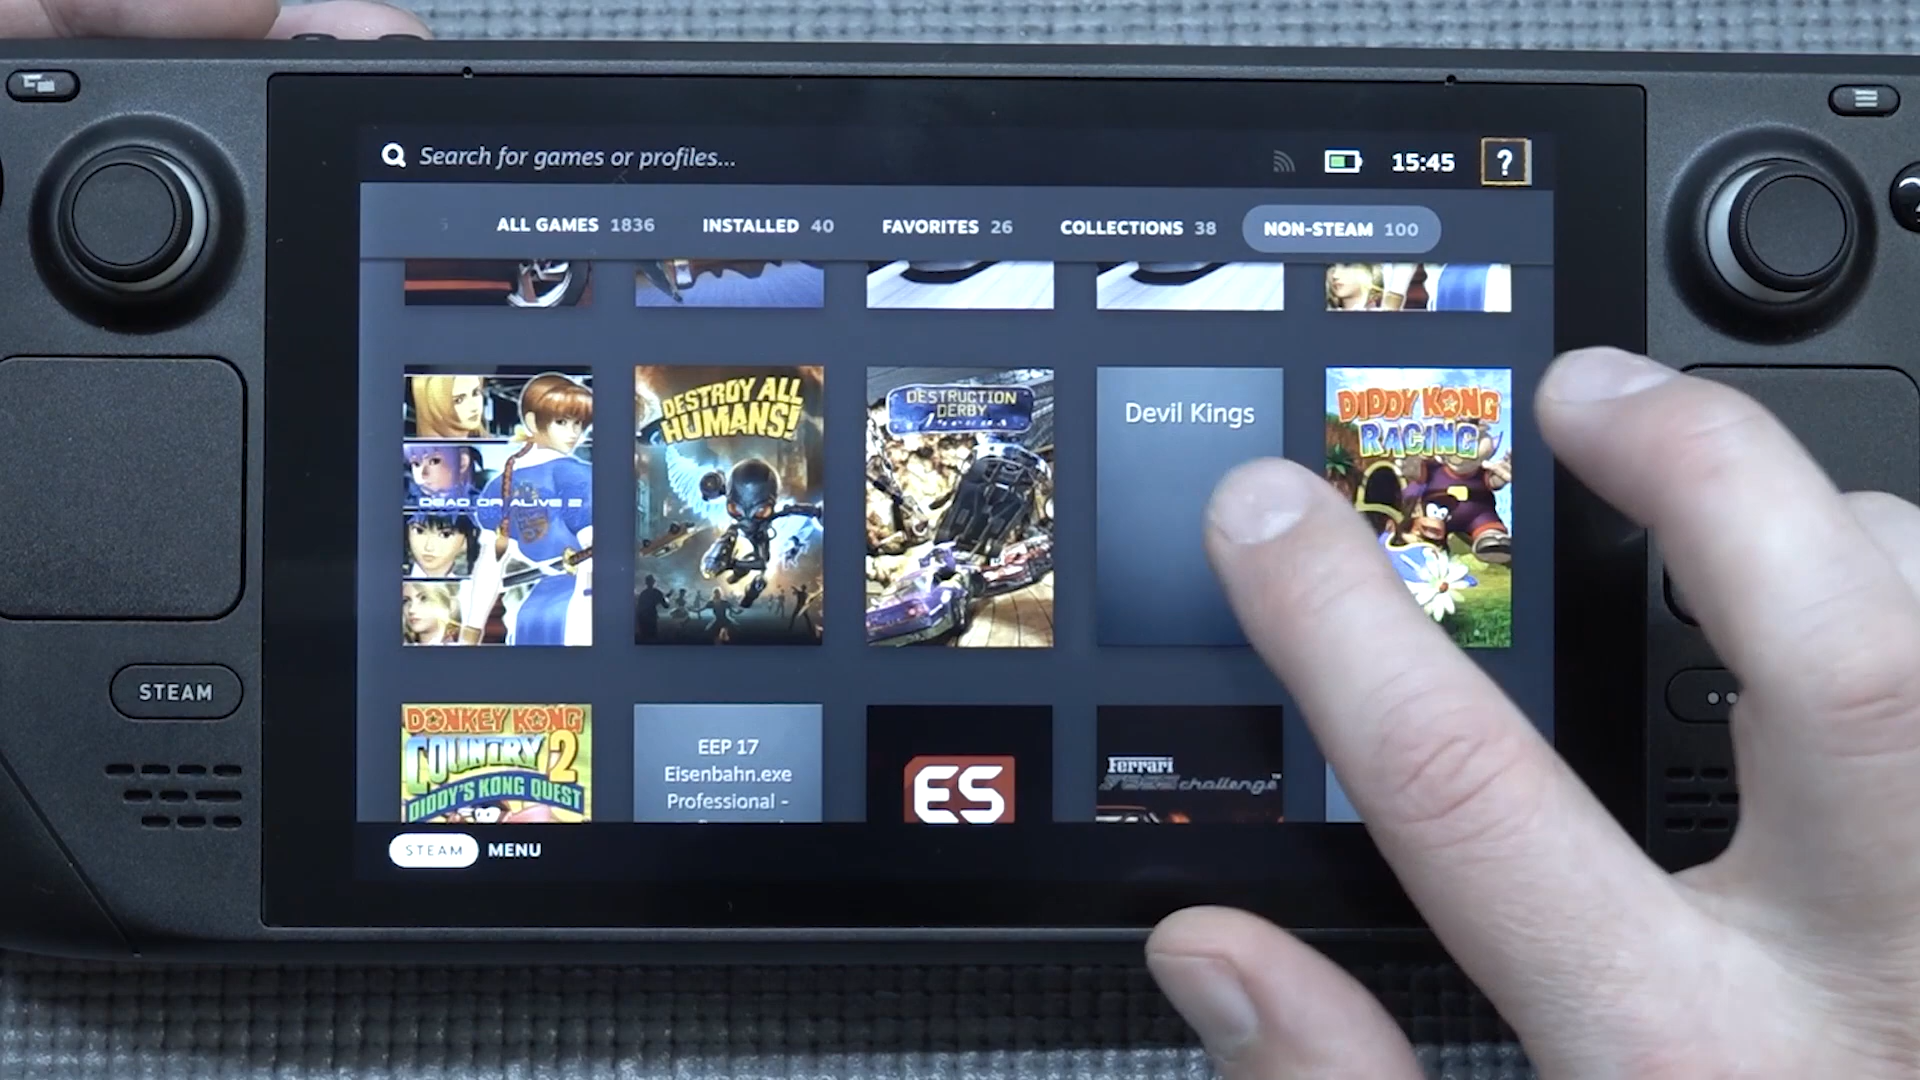 Search for games or profiles...
15:45
?
ALL GAMES 1836
INSTALLED 40
FAVORITES 26
COLLECTIONS 38
NON-STEAM 100
DEAD OR ALIVE 2
DESTROY ALL
HUMANS!
DESTRUCTION
DERBY
Devil Kings
DIDDY KONG
RACING
DONKEY KONG
COUNTRY 2
DIDDY'S KONG QUEST
EEP 17
Eisenbahn.exe
Professional -
ES
Ferrari
challenge™
STEAM MENU
STEAM